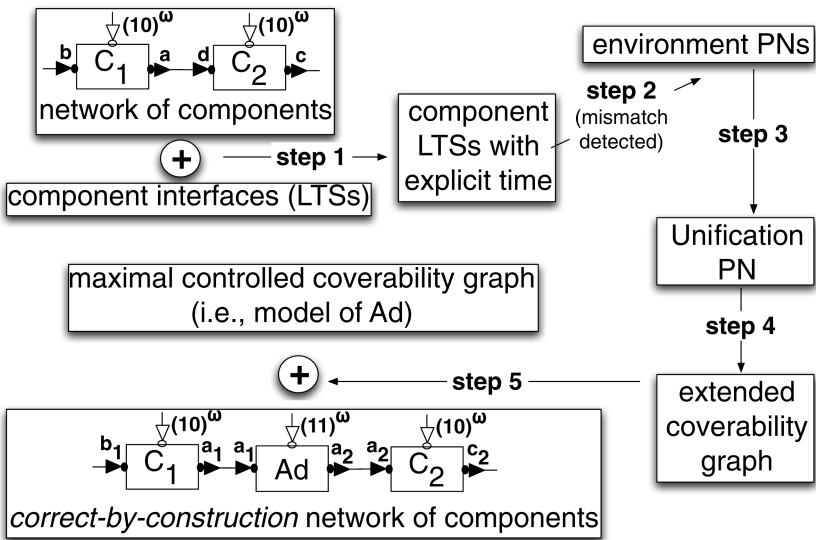 (10)ω (10)ω
b C1 a d C2 c
network of components
+
component interfaces (LTSs)
step 1
component
LTSs with
explicit time
step 2
(mismatch
detected)
environment PNs
step 3
Unification
PN
step 4
extended
coverability
graph
step 5
maximal controlled coverability graph
(i.e., model of Ad)
+
(10)ω (11)ω (10)ω
b1 C1 a1 a1 Ad a2 a2 C2 c2
correct-by-construction network of components